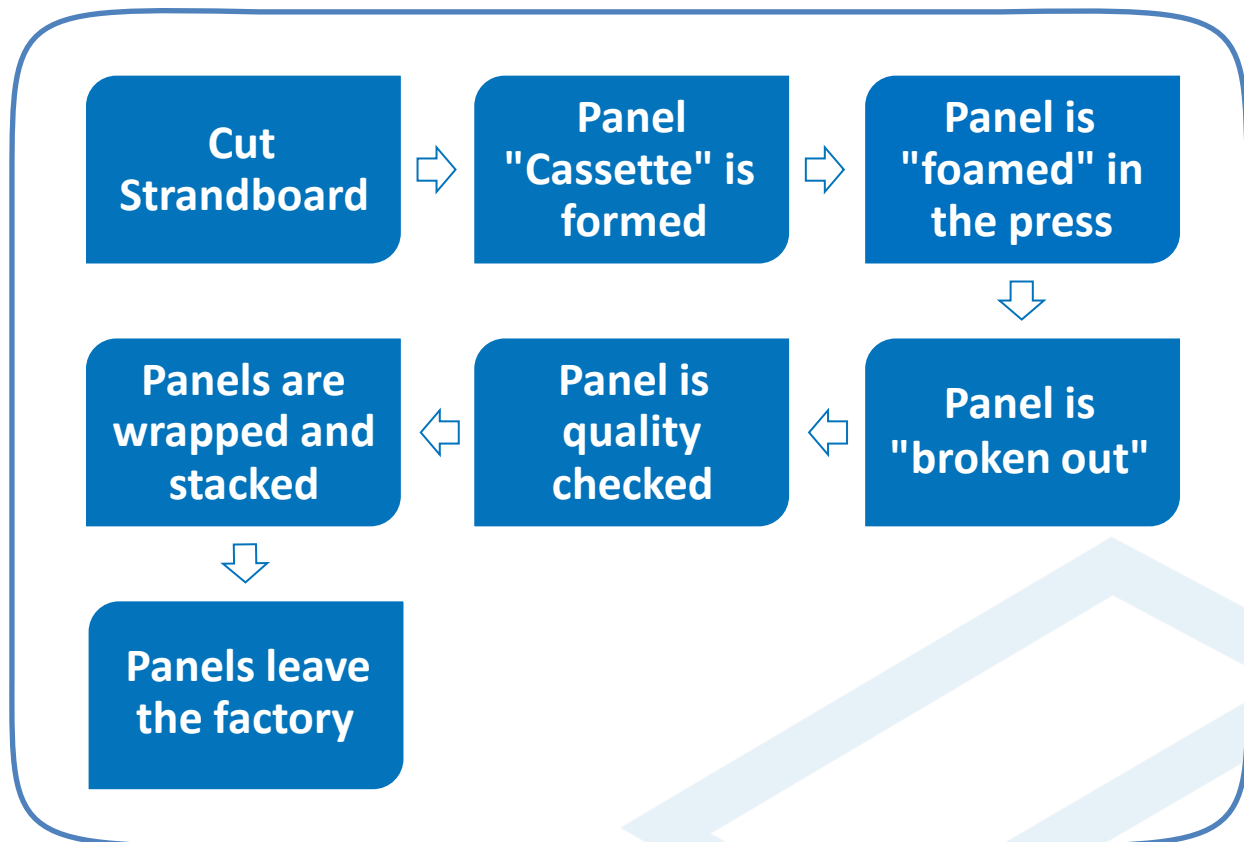 Cut
Strandboard
Panel
"Cassette" is
formed
Panel is
"foamed" in
the press
Panel is
"broken out"
Panel is
quality
checked
Panels are
wrapped and
stacked
Panels leave
the factory